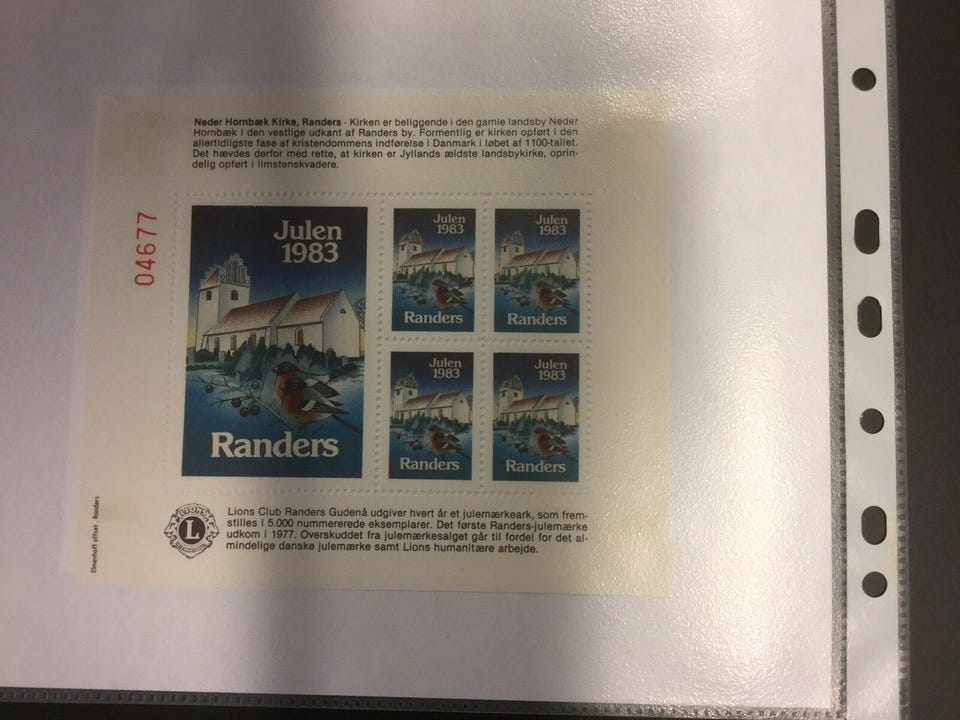 Neder Hornbæk Kirke, Randers - Kirken er beliggende i den gamle landsby Neder
Hornbæk i den vestlige udkant af Randers by. Formentlig er kirken opført i den
allertidligste fase af kristendommens indførelse i Danmark i løbet af 1100-tallet.
Det hævdes derfor med rette, at kirken er Jyllands ældste landsbykirke, oprin-
delig opført i limstenskvadere.
04677
Julen
1983
Randers
Julen
1983
Randers
Julen
1983
Randers
Julen
1983
Randers
Julen
1983
Randers
Elmenhoff offset - Randers
LIONS
L
INTERNATIONAL
Lions Club Randers Gudenå udgiver hvert år et julemærkeark, som frem-
stilles i 5.000 nummererede eksemplarer. Det første Randers-julemærke
udkom i 1977. Overskuddet fra julemærkesalget går til fordel for det al-
mindelige danske julemærke samt Lions humanitære arbejde.